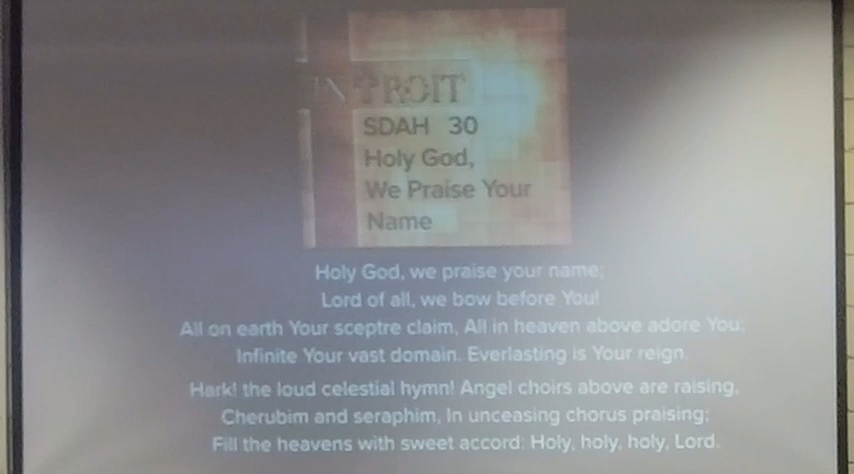 INTROIT
SDAH 30
Holy God,
We Praise Your
Name
Holy God, we praise your name;
Lord of all, we bow before You!
All on earth Your sceptre claim, All in heaven above adore You;
Infinite Your vast domain. Everlasting is Your reign.
Hark! the loud celestial hymn! Angel choirs above are raising,
Cherubim and seraphim, In unceasing chorus praising;
Fill the heavens with sweet accord: Holy, holy, holy, Lord.